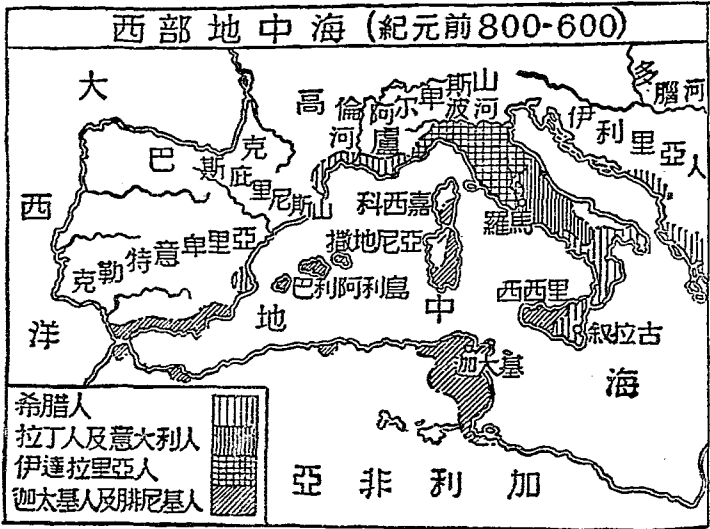 西部地中海(紀元前800-600)
大西洋
高盧
倫河
阿尔卑斯山
波河
多腦河
伊利里亞人
巴斯克
庇里尼斯山
科西嘉
羅馬
撒地尼亞
克勒特意卑里亞
巴利阿利島
西西里
叙拉古
地中海
迦太基
希腊人
拉丁人及意大利人
伊達拉里亞人
迦太基人及腓尼基人
亞非利加